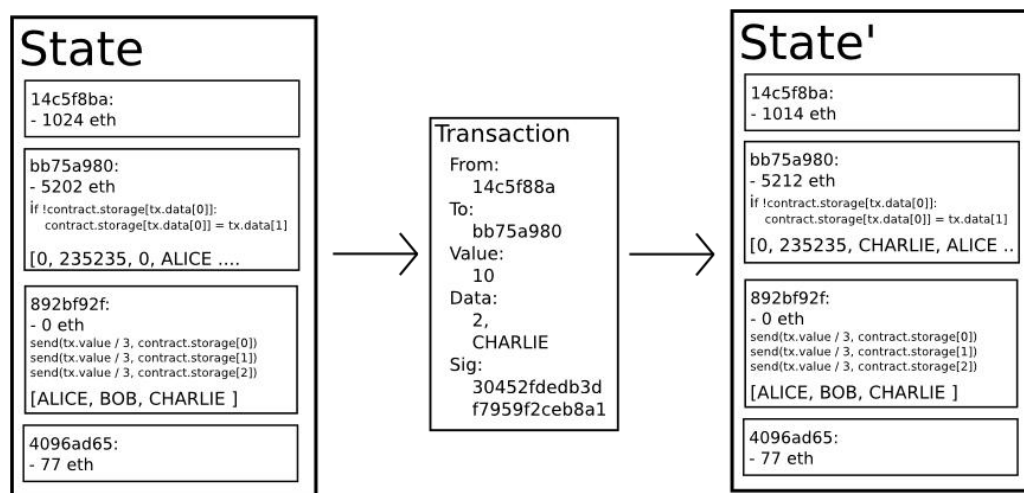 State
14c5f8ba:
- 1024 eth
bb75a980:
- 5202 eth
if !contract.storage[tx.data[0]]:
contract.storage[tx.data[0]] = tx.data[1]
[0, 235235, 0, ALICE ....
892bf92f:
- 0 eth
send(tx.value / 3, contract.storage[0])
send(tx.value / 3, contract.storage[1])
send(tx.value / 3, contract.storage[2])
[ALICE, BOB, CHARLIE ]
4096ad65:
- 77 eth
Transaction
From:
14c5f88a
To:
bb75a980
Value:
10
Data:
2,
CHARLIE
Sig:
30452fdedb3d
f7959f2ceb8a1
State'
14c5f8ba:
- 1014 eth
bb75a980:
- 5212 eth
if !contract.storage[tx.data[0]]:
contract.storage[tx.data[0]] = tx.data[1]
[0, 235235, CHARLIE, ALICE ..
892bf92f:
- 0 eth
send(tx.value / 3, contract.storage[0])
send(tx.value / 3, contract.storage[1])
send(tx.value / 3, contract.storage[2])
[ALICE, BOB, CHARLIE ]
4096ad65:
- 77 eth